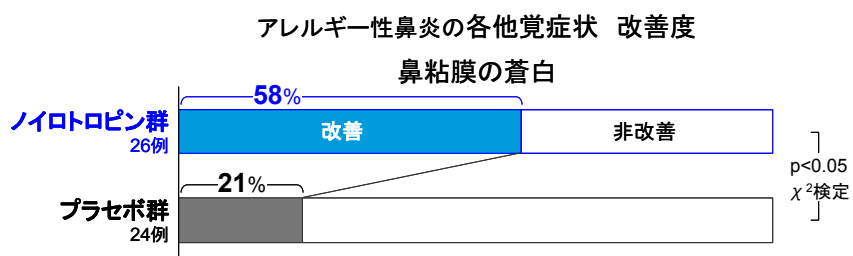 アレルギー性鼻炎の各他覚症状 改善度
鼻粘膜の蒼白
58%
ノイロトロピン群
26例
改善
非改善
21%
プラセボ群
24例
p<0.05
χ²検定